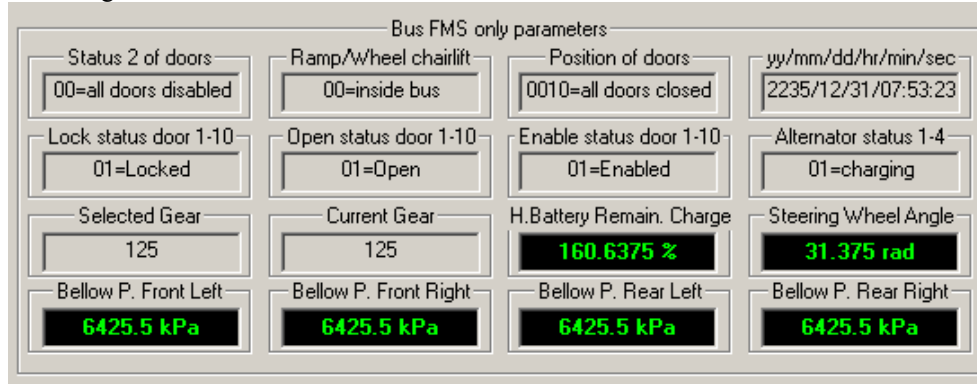 Bus FMS only parameters
Status 2 of doors
00=all doors disabled
Ramp/Wheel chairlift
00=inside bus
Position of doors
0010=all doors closed
yy/mm/dd/hr/min/sec
2235/12/31/07:53:23
Lock status door 1-10
01=Locked
Open status door 1-10
01=Open
Enable status door 1-10
01=Enabled
Alternator status 1-4
01=charging
Selected Gear
125
Current Gear
125
H.Battery Remain. Charge
160.6375 %
Steering Wheel Angle
31.375 rad
Bellow P. Front Left
6425.5 kPa
Bellow P. Front Right
6425.5 kPa
Bellow P. Rear Left
6425.5 kPa
Bellow P. Rear Right
6425.5 kPa